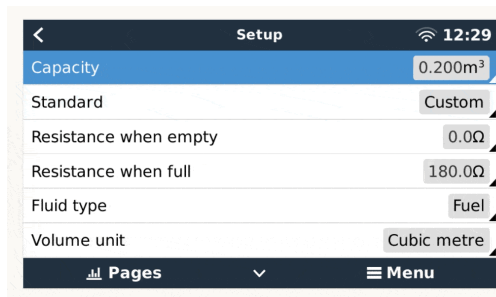 Setup 12:29
Capacity 0.200m³
Standard Custom
Resistance when empty 0.0Ω
Resistance when full 180.0Ω
Fluid type Fuel
Volume unit Cubic metre
Pages Menu